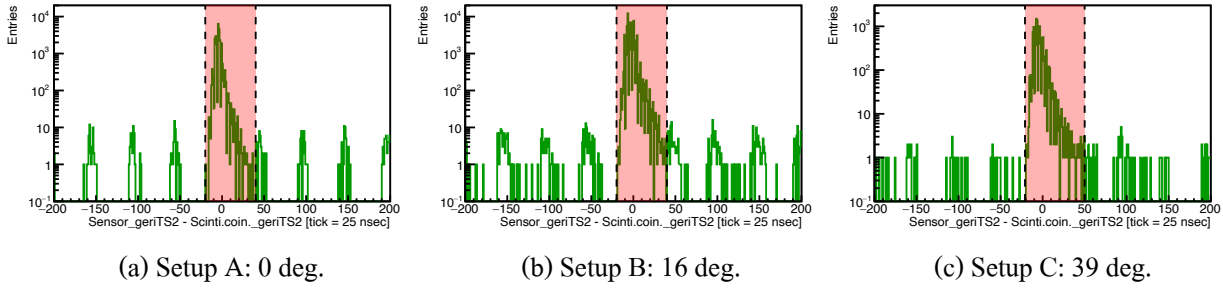 Entries
10^4
10^3
10^2
10
1
10^-1
−200 −150 −100 −50 0 50 100 150 200
Sensor_geriTS2 - Scinti.coin._geriTS2 [tick = 25 nsec]
(a) Setup A: 0 deg.
Entries
10^4
10^3
10^2
10
1
10^-1
−200 −150 −100 −50 0 50 100 150 200
Sensor_geriTS2 - Scinti.coin._geriTS2 [tick = 25 nsec]
(b) Setup B: 16 deg.
Entries
10^3
10^2
10
1
10^-1
−200 −150 −100 −50 0 50 100 150 200
Sensor_geriTS2 - Scinti.coin._geriTS2 [tick = 25 nsec]
(c) Setup C: 39 deg.